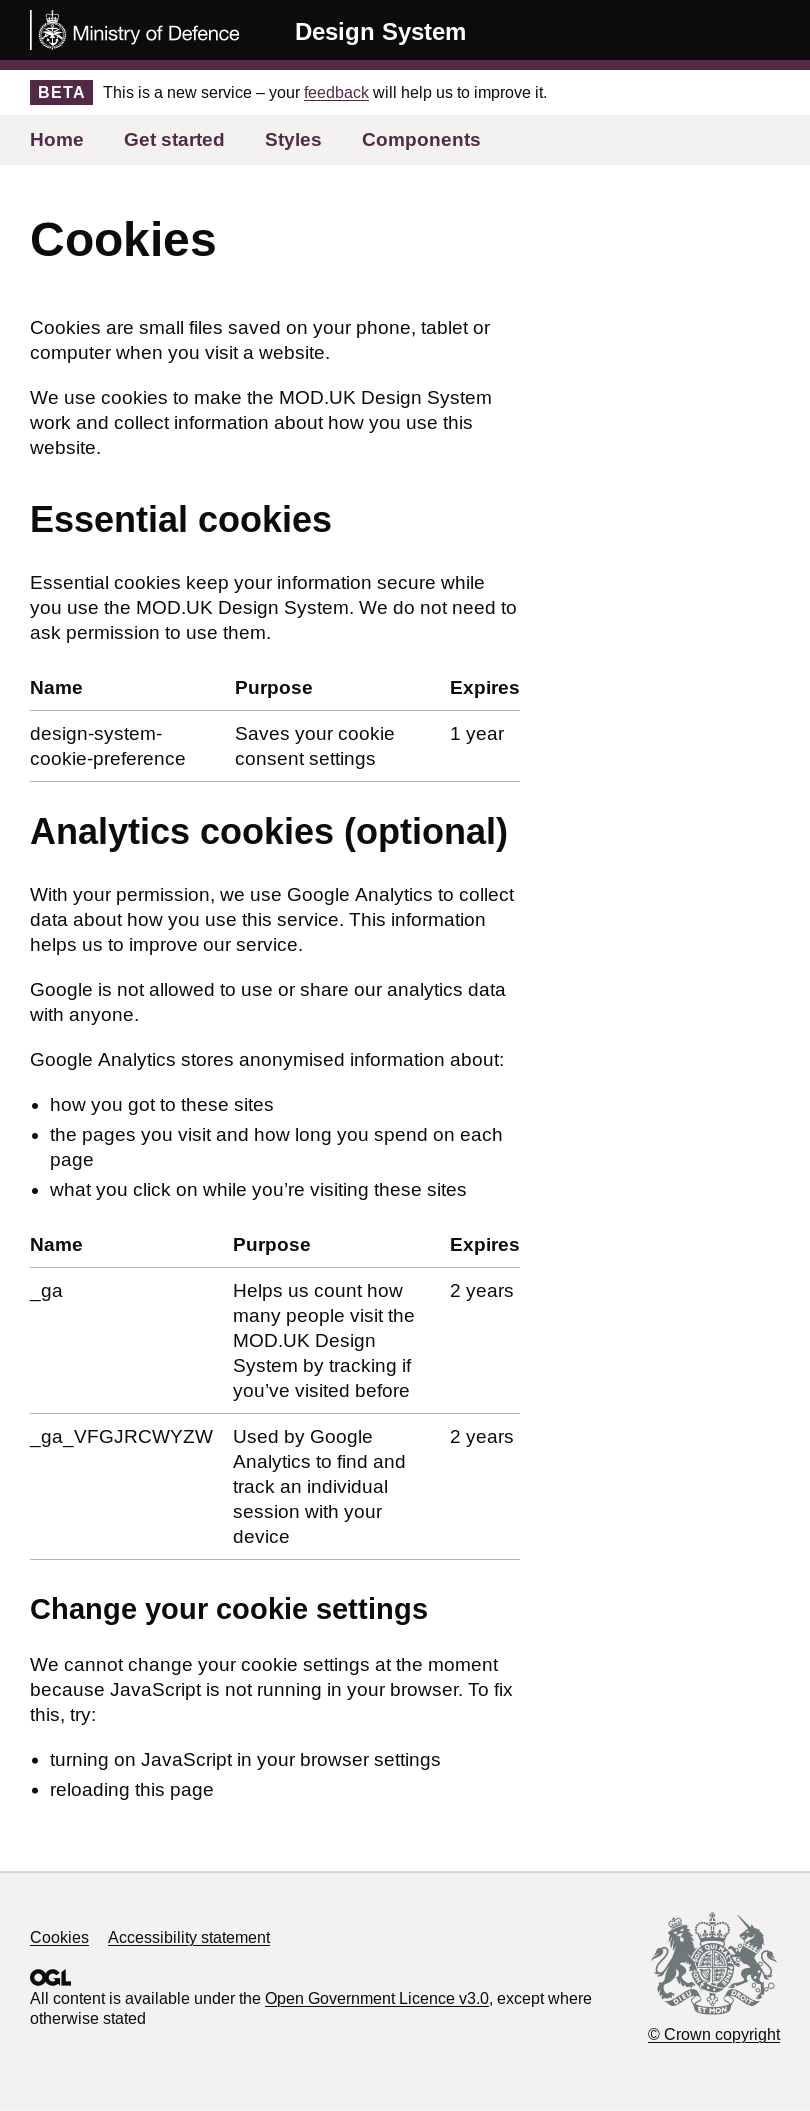 Ministry of Defence
Design System
BETA This is a new service – your feedback will help us to improve it.
Home Get started Styles Components
Cookies
Cookies are small files saved on your phone, tablet or
computer when you visit a website.
We use cookies to make the MOD.UK Design System
work and collect information about how you use this
website.
Essential cookies
Essential cookies keep your information secure while
you use the MOD.UK Design System. We do not need to
ask permission to use them.
Name Purpose Expires
design-system- Saves your cookie 1 year
cookie-preference consent settings
Analytics cookies (optional)
With your permission, we use Google Analytics to collect
data about how you use this service. This information
helps us to improve our service.
Google is not allowed to use or share our analytics data
with anyone.
Google Analytics stores anonymised information about:
• how you got to these sites
• the pages you visit and how long you spend on each
page
• what you click on while you’re visiting these sites
Name Purpose Expires
_ga Helps us count how 2 years
many people visit the
MOD.UK Design
System by tracking if
you’ve visited before
_ga_VFGJRCWYZW Used by Google 2 years
Analytics to find and
track an individual
session with your
device
Change your cookie settings
We cannot change your cookie settings at the moment
because JavaScript is not running in your browser. To fix
this, try:
• turning on JavaScript in your browser settings
• reloading this page
Cookies Accessibility statement
OGL
All content is available under the Open Government Licence v3.0, except where
otherwise stated
DIEU ET MON DROIT
© Crown copyright